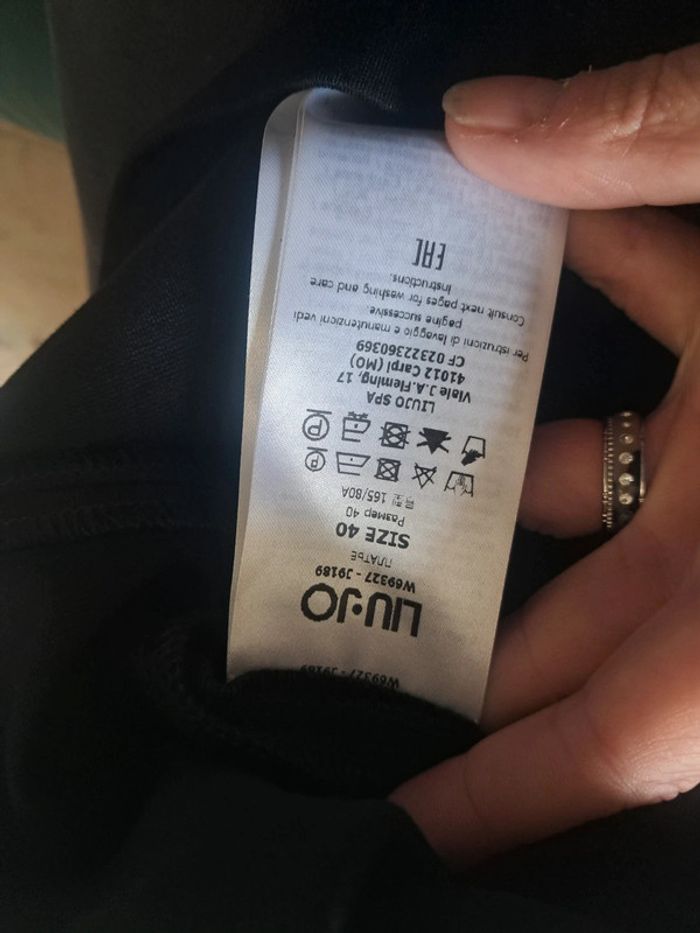 W69327 - J9189
LIU·JO
W69327 - J9189
ПЛАТЬЕ
SIZE 40
Размер 40
165/80A
LIUJO SPA
Viale J.A.Fleming, 17
41012 Carpi (MO)
CF 02322360369
Per istruzioni di lavaggio e manutenzioni vedi
pagine successive.
Consult next pages for washing and care
Instructions.
EAC